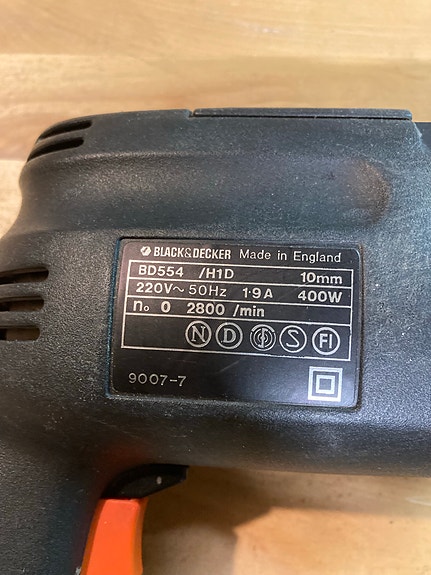 BLACK&DECKER Made in England
BD554 /H1D 10mm
220V~ 50Hz 1·9A 400W
n₀ 0 2800 /min
N D S FI
9007-7